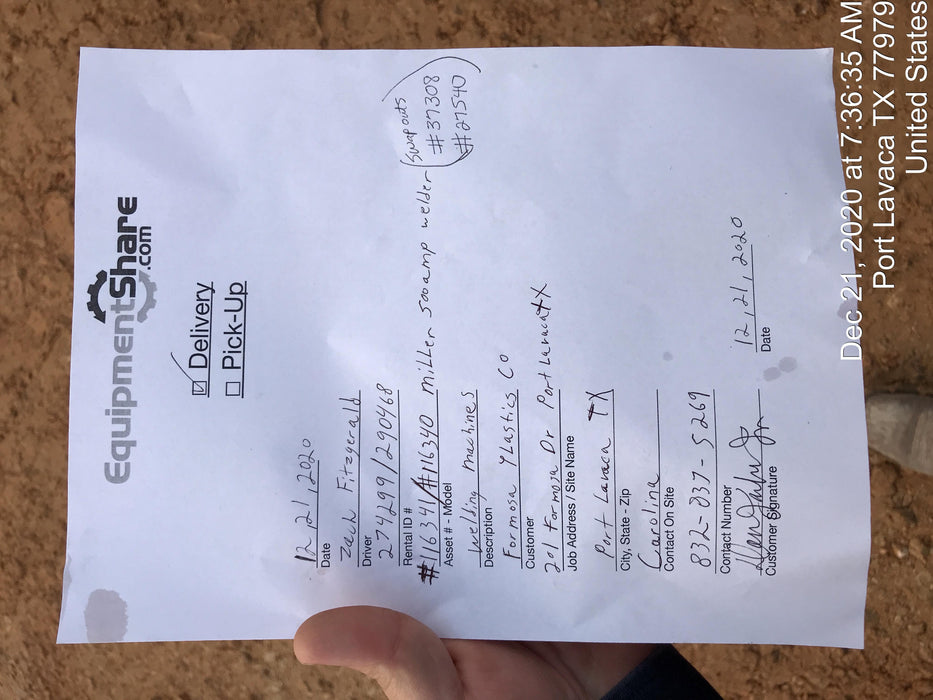 EquipmentShare
.com
☑ Delivery
☐ Pick-Up
12, 21, 2020
Date
Zach Fitzgerald
Driver
274299/290468
Rental ID #
#116341/#116340 miller 500amp welder (Swap outs
#37308
#27540)
Asset # - Model
Welding machines
Description
Formosa Plastics Co
Customer
201 Formosa Dr Port Lavaca TX
Job Address / Site Name
Port Lavaca TX
City, State - Zip
Carolina
Contact On Site
832-837-5269
Contact Number
12, 21, 2020
Customer Signature
Date
Dec 21, 2020 at 7:36:35 AM
Port Lavaca TX 77979
United States